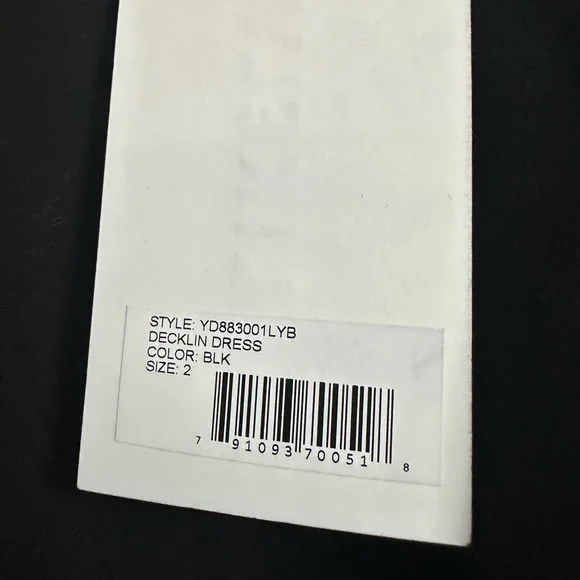 STYLE: YD883001LYB
DECKLIN DRESS
COLOR: BLK
SIZE: 2
7 91093 70051 8